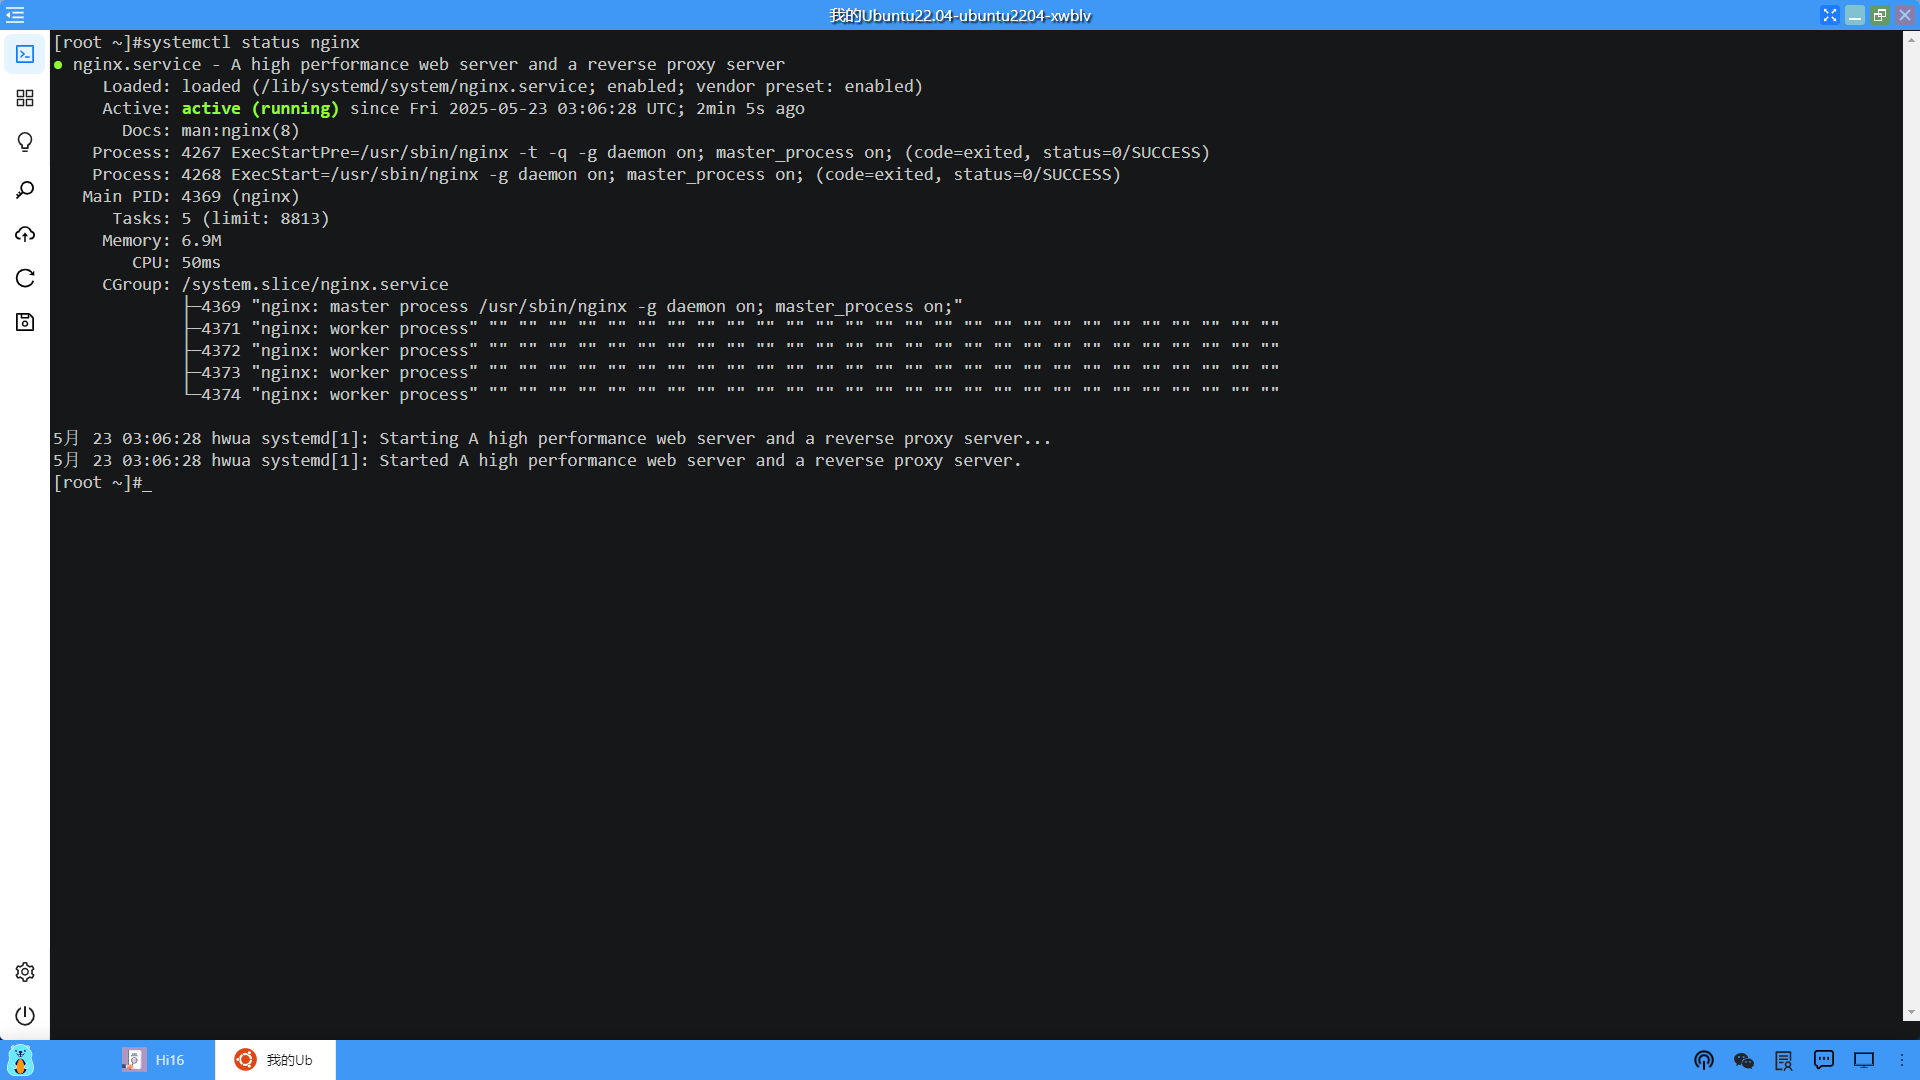 我的Ubuntu22.04-ubuntu2204-xwblv
[root ~]#systemctl status nginx
● nginx.service - A high performance web server and a reverse proxy server
Loaded: loaded (/lib/systemd/system/nginx.service; enabled; vendor preset: enabled)
Active: active (running) since Fri 2025-05-23 03:06:28 UTC; 2min 5s ago
Docs: man:nginx(8)
Process: 4267 ExecStartPre=/usr/sbin/nginx -t -q -g daemon on; master_process on; (code=exited, status=0/SUCCESS)
Process: 4268 ExecStart=/usr/sbin/nginx -g daemon on; master_process on; (code=exited, status=0/SUCCESS)
Main PID: 4369 (nginx)
Tasks: 5 (limit: 8813)
Memory: 6.9M
CPU: 50ms
CGroup: /system.slice/nginx.service
├─4369 "nginx: master process /usr/sbin/nginx -g daemon on; master_process on;"
├─4371 "nginx: worker process" "" "" "" "" "" "" "" "" "" "" "" "" "" "" "" "" "" "" "" "" "" "" "" "" "" "" ""
├─4372 "nginx: worker process" "" "" "" "" "" "" "" "" "" "" "" "" "" "" "" "" "" "" "" "" "" "" "" "" "" "" ""
├─4373 "nginx: worker process" "" "" "" "" "" "" "" "" "" "" "" "" "" "" "" "" "" "" "" "" "" "" "" "" "" "" ""
└─4374 "nginx: worker process" "" "" "" "" "" "" "" "" "" "" "" "" "" "" "" "" "" "" "" "" "" "" "" "" "" "" ""
5月 23 03:06:28 hwua systemd[1]: Starting A high performance web server and a reverse proxy server...
5月 23 03:06:28 hwua systemd[1]: Started A high performance web server and a reverse proxy server.
[root ~]#_
Hi16
我的Ub